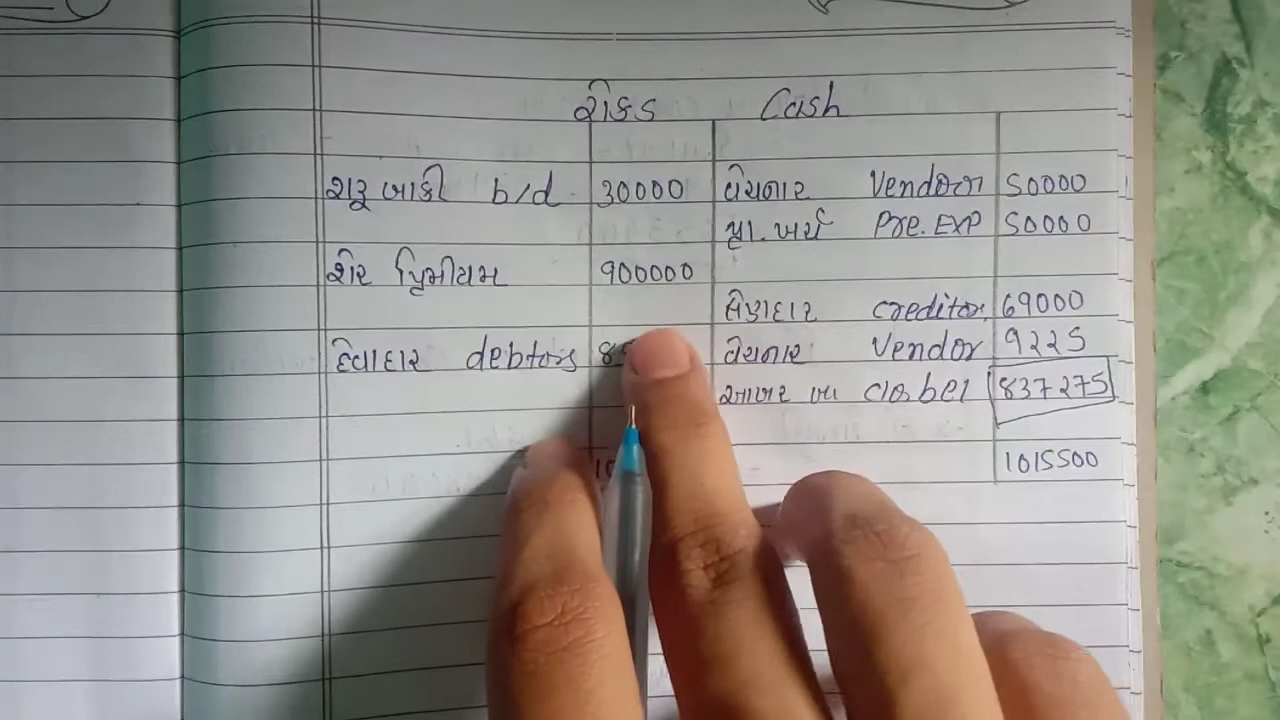 રોકડ Cash
શરૂ બાકી b/d 30000 વેચનાર Vendor 50000
પ્રા. ખર્ચ Pre. EXP 50000
શેર પ્રિમીયમ 900000
લેણદાર creditor 69000
દેવાદાર debtors વેચનાર Vendor 9225
આખર બા 837275
1015500